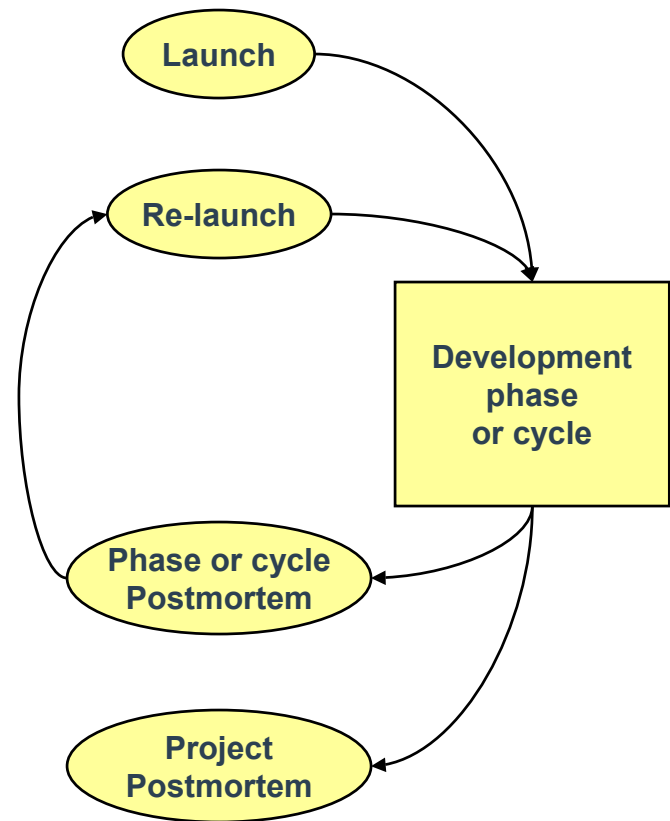 Launch
Re-launch
Development
phase
or cycle
Phase or cycle
Postmortem
Project
Postmortem